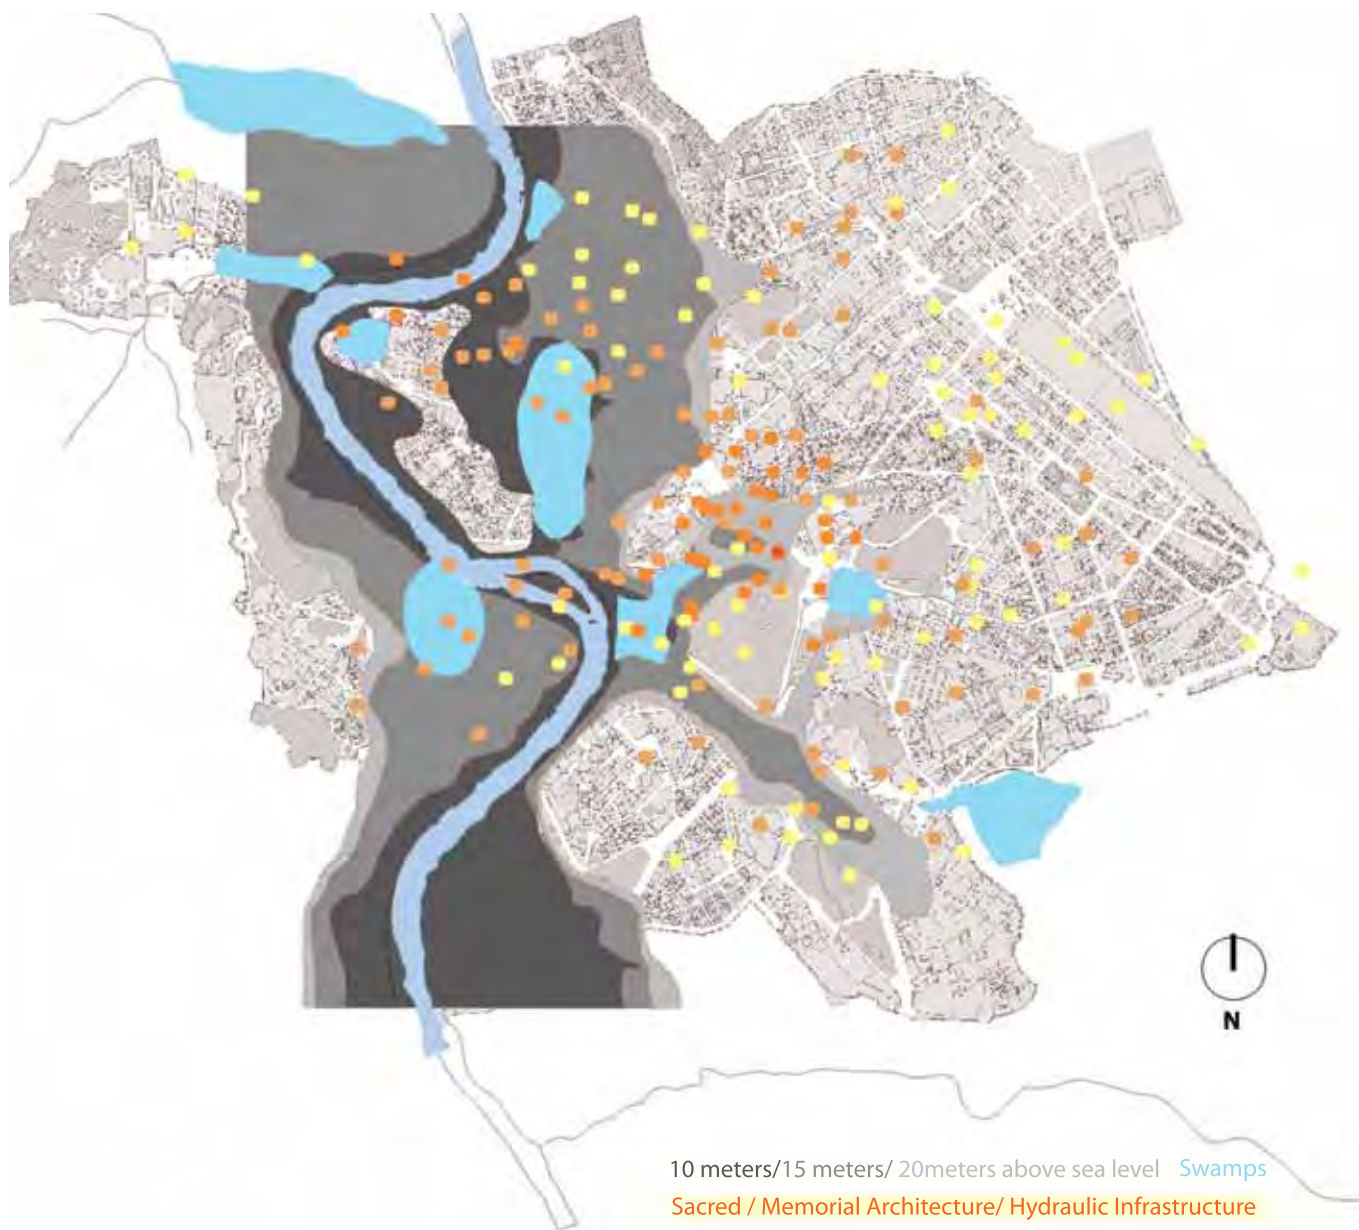 N
10 meters/15 meters/ 20meters above sea level Swamps
Sacred / Memorial Architecture/ Hydraulic Infrastructure